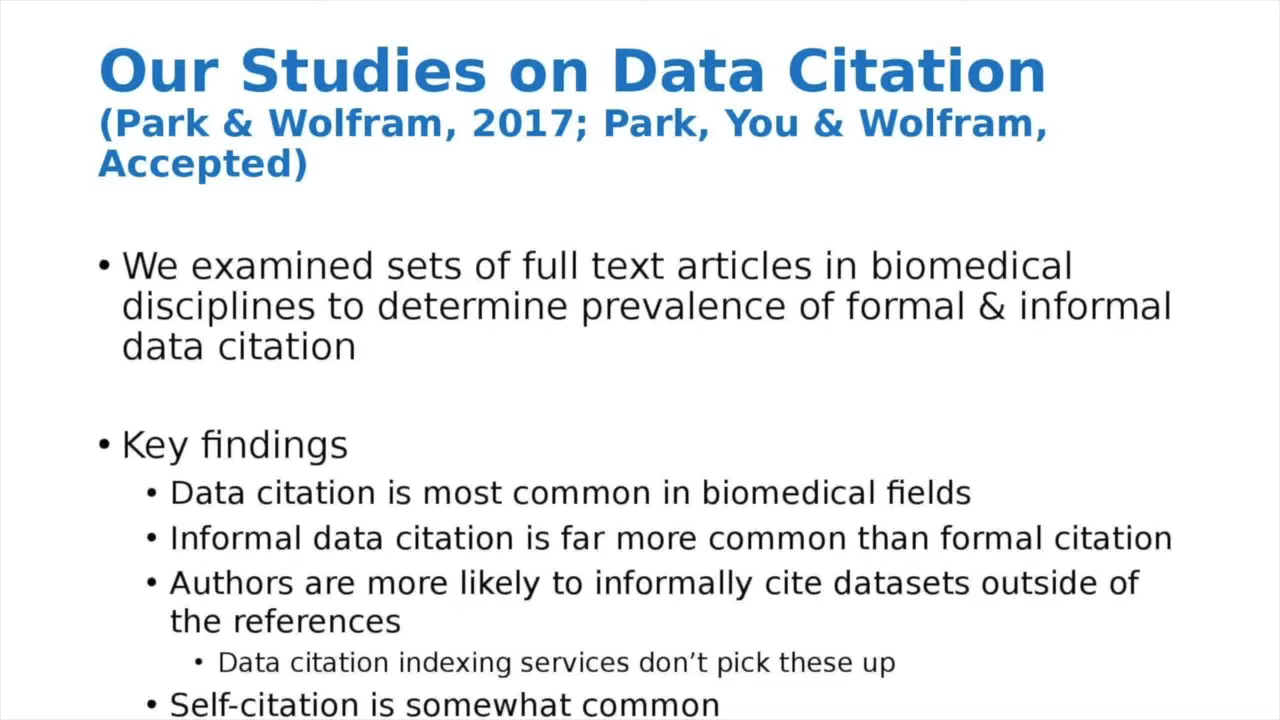 Our Studies on Data Citation
(Park & Wolfram, 2017; Park, You & Wolfram,
Accepted)
• We examined sets of full text articles in biomedical
disciplines to determine prevalence of formal & informal
data citation
• Key findings
• Data citation is most common in biomedical fields
• Informal data citation is far more common than formal citation
• Authors are more likely to informally cite datasets outside of
the references
• Data citation indexing services don’t pick these up
• Self-citation is somewhat common